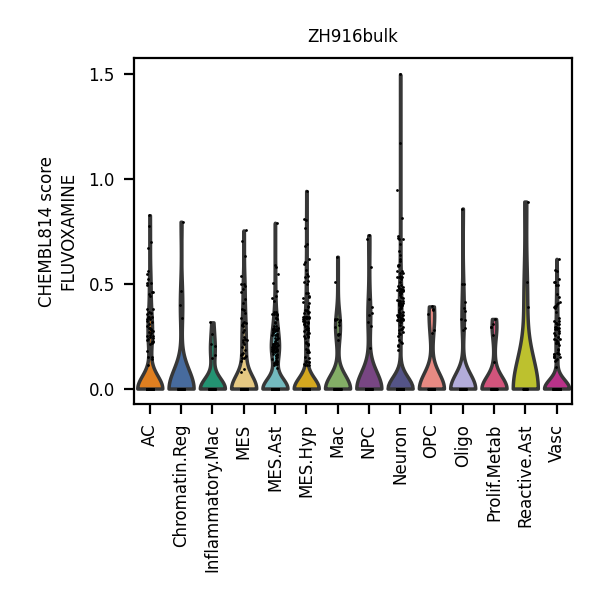 ZH916bulk
CHEMBL814 score
FLUVOXAMINE
1.5
1.0
0.5
0.0
AC
Chromatin.Reg
Inflammatory.Mac
MES
MES.Ast
MES.Hyp
Mac
NPC
Neuron
OPC
Oligo
Prolif.Metab
Reactive.Ast
Vasc